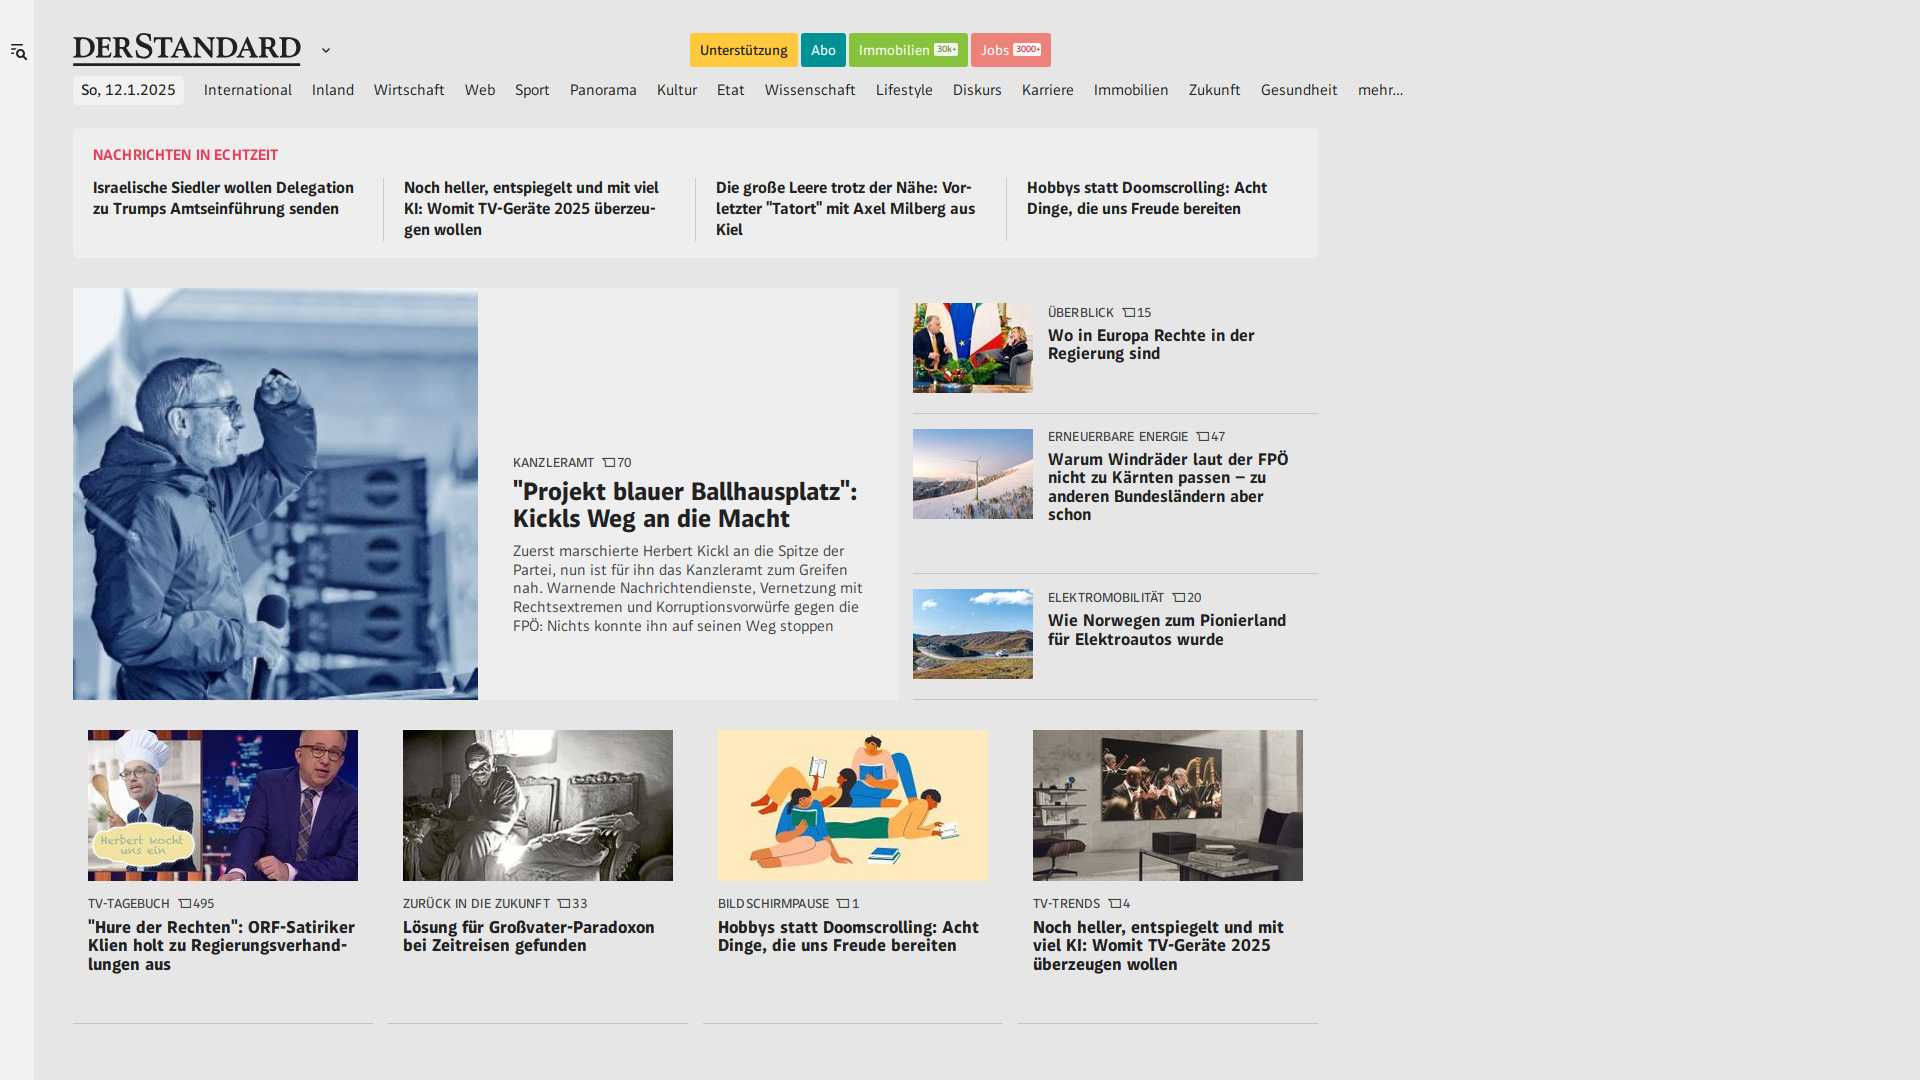 DERSTANDARD
Unterstützung
Abo
Immobilien 30k+
Jobs 3000+
So, 12.1.2025
International
Inland
Wirtschaft
Web
Sport
Panorama
Kultur
Etat
Wissenschaft
Lifestyle
Diskurs
Karriere
Immobilien
Zukunft
Gesundheit
mehr…
NACHRICHTEN IN ECHTZEIT
Israelische Siedler wollen Delegation
zu Trumps Amtseinführung senden
Noch heller, entspiegelt und mit viel
KI: Womit TV-Geräte 2025 überzeu-
gen wollen
Die große Leere trotz der Nähe: Vor-
letzter "Tatort" mit Axel Milberg aus
Kiel
Hobbys statt Doomscrolling: Acht
Dinge, die uns Freude bereiten
KANZLERAMT 70
"Projekt blauer Ballhausplatz":
Kickls Weg an die Macht
Zuerst marschierte Herbert Kickl an die Spitze der
Partei, nun ist für ihn das Kanzleramt zum Greifen
nah. Warnende Nachrichtendienste, Vernetzung mit
Rechtsextremen und Korruptionsvorwürfe gegen die
FPÖ: Nichts konnte ihn auf seinen Weg stoppen
ÜBERBLICK 15
Wo in Europa Rechte in der
Regierung sind
ERNEUERBARE ENERGIE 47
Warum Windräder laut der FPÖ
nicht zu Kärnten passen – zu
anderen Bundesländern aber
schon
ELEKTROMOBILITÄT 20
Wie Norwegen zum Pionierland
für Elektroautos wurde
Herbert kocht
uns ein
TV-TAGEBUCH 495
"Hure der Rechten": ORF-Satiriker
Klien holt zu Regierungsverhand-
lungen aus
ZURÜCK IN DIE ZUKUNFT 33
Lösung für Großvater-Paradoxon
bei Zeitreisen gefunden
BILDSCHIRMPAUSE 1
Hobbys statt Doomscrolling: Acht
Dinge, die uns Freude bereiten
TV-TRENDS 4
Noch heller, entspiegelt und mit
viel KI: Womit TV-Geräte 2025
überzeugen wollen